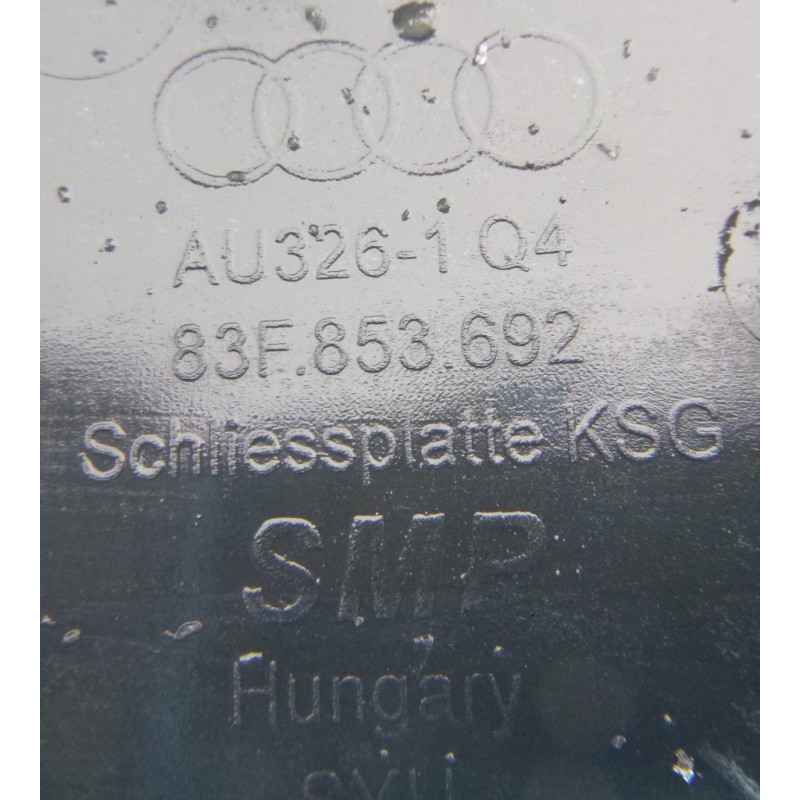 AU326-1 Q4
83F.853.692
Schliessplatte KSG
SMP
Hungary